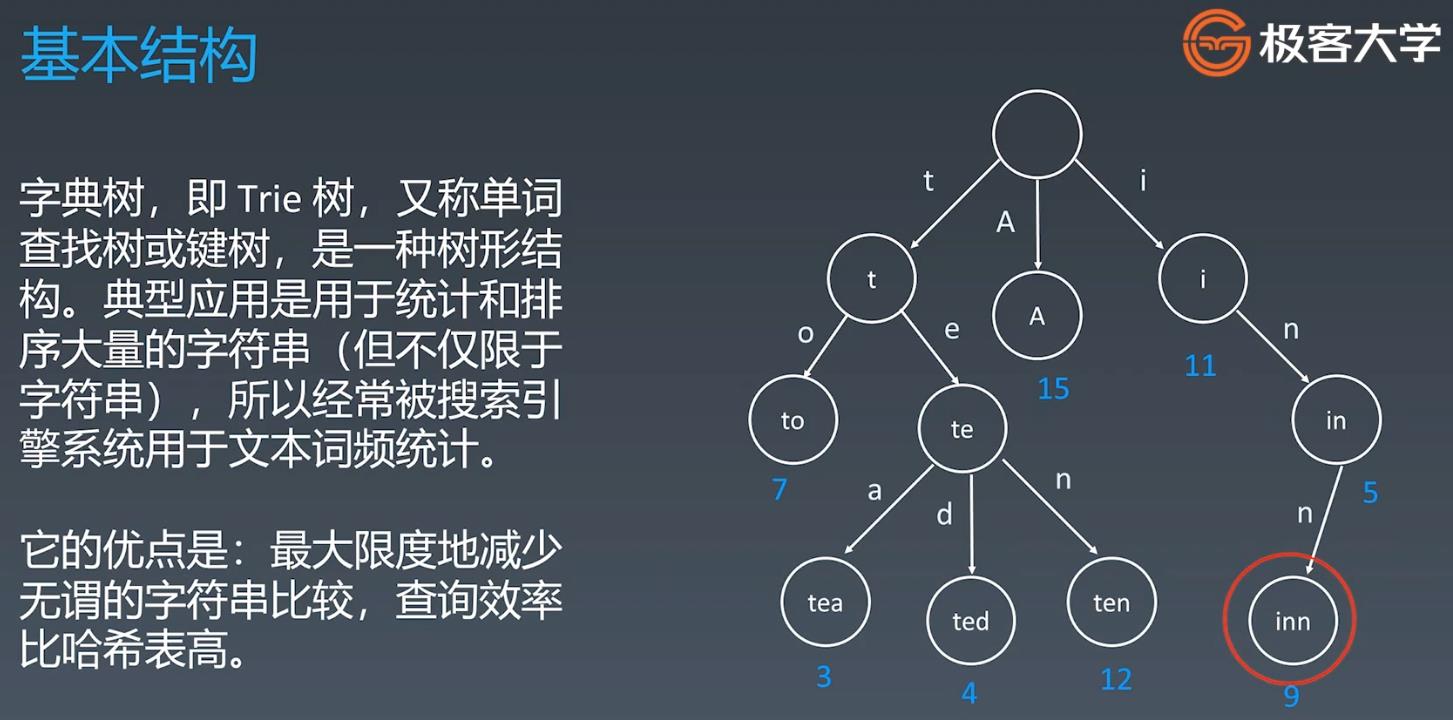 基本结构
极客大学
字典树，即 Trie 树，又称单词
查找树或键树，是一种树形结
构。典型应用是用于统计和排
序大量的字符串（但不仅限于
字符串），所以经常被搜索引
擎系统用于文本词频统计。
它的优点是：最大限度地减少
无谓的字符串比较，查询效率
比哈希表高。
t
A
i
t
A
i
15
11
o
e
n
to
te
in
7
5
a
d
n
n
tea
ted
ten
inn
3
4
12
9